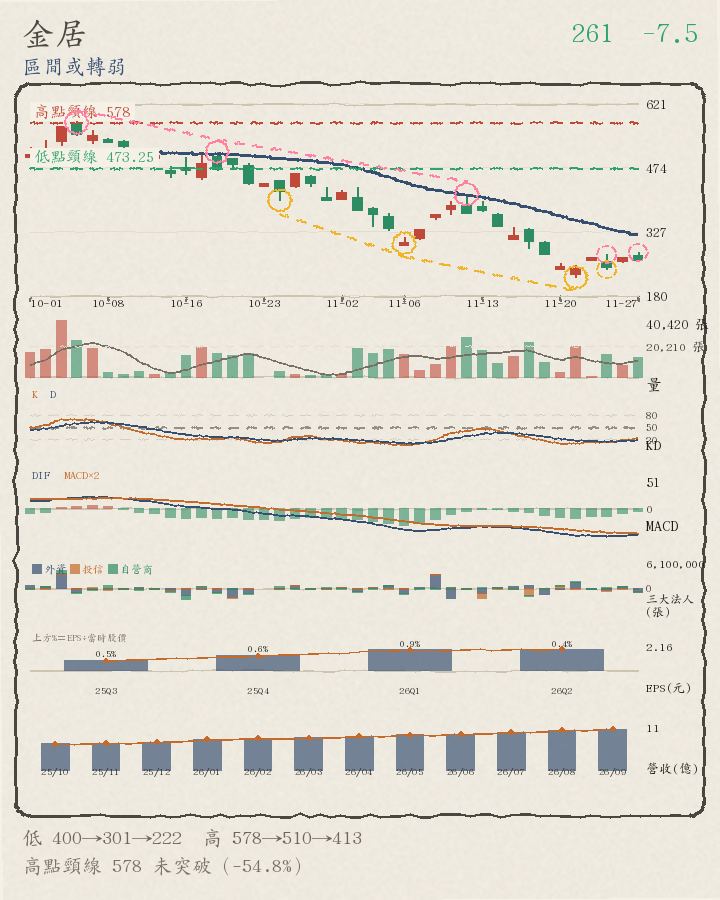 金居
261 -7.5
區間或轉弱
621
高點頸線 578
低點頸線 473.25
474
327
180
10-01 10-08 10-16 10-23 11-02 11-06 11-13 11-20 11-27
40,420 張
20,210 張
量
K D
80
50
20
KD
DIF MACD×2
51
0
MACD
外資 投信 自營商
6,100,000
0
三大法人
(張)
上方%=EPS÷當時股價
2.16
0.5% 0.6% 0.9% 0.4%
25Q3 25Q4 26Q1 26Q2
EPS(元)
11
25/10 25/11 25/12 26/01 26/02 26/03 26/04 26/05 26/06 26/07 26/08 26/09
營收(億)
低 400→301→222 高 578→510→413
高點頸線 578 未突破 (-54.8%)